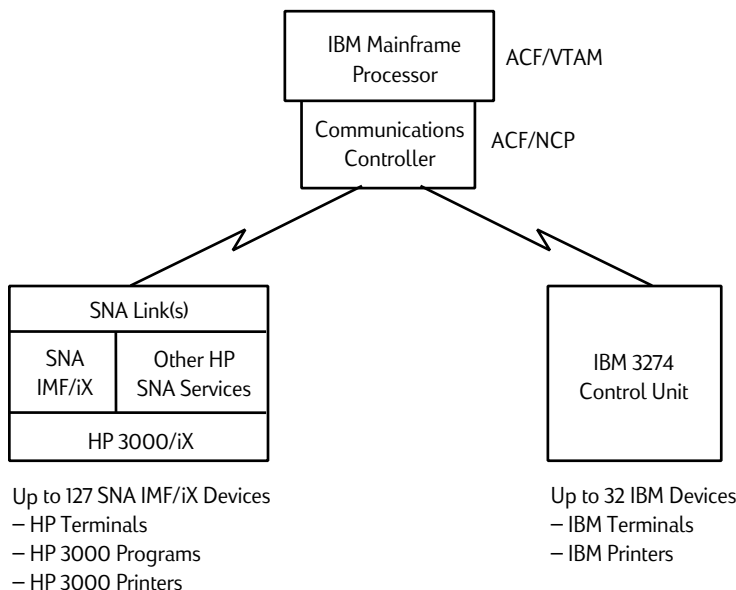 IBM Mainframe
Processor
ACF/VTAM
Communications
Controller
ACF/NCP
SNA Link(s)
SNA
IMF/iX
Other HP
SNA Services
HP 3000/iX
IBM 3274
Control Unit
Up to 127 SNA IMF/iX Devices
– HP Terminals
– HP 3000 Programs
– HP 3000 Printers
Up to 32 IBM Devices
– IBM Terminals
– IBM Printers